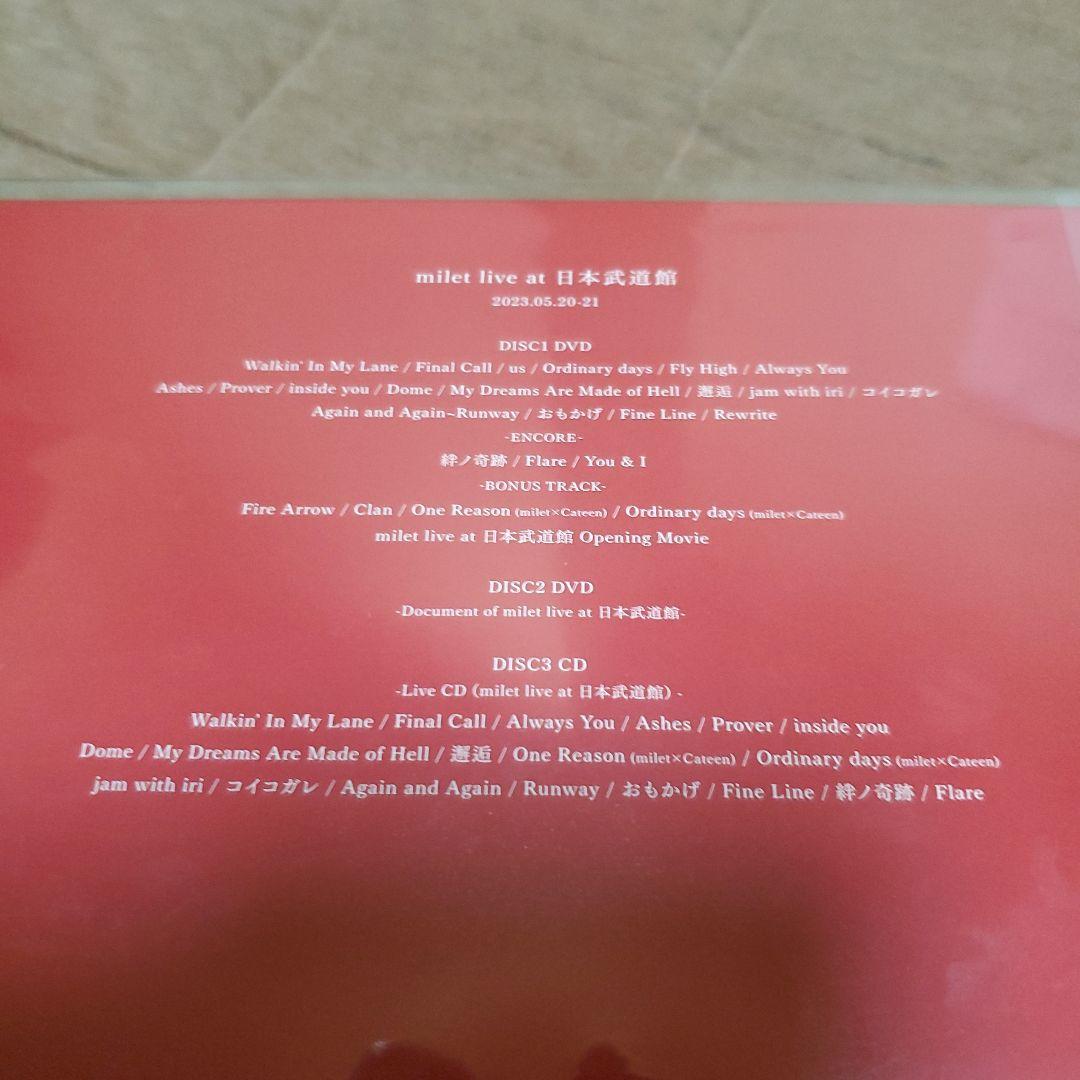 milet live at 日本武道館
2023.05.20-21
DISC1 DVD
Walkin' In My Lane / Final Call / us / Ordinary days / Fly High / Always You
Ashes / Prover / inside you / Dome / My Dreams Are Made of Hell / 邂逅 / jam with iri / コイコガレ
Again and Again~Runway / おもかげ / Fine Line / Rewrite
-ENCORE-
絆ノ奇跡 / Flare / You & I
-BONUS TRACK-
Fire Arrow / Clan / One Reason (milet×Cateen) / Ordinary days (milet×Cateen)
milet live at 日本武道館 Opening Movie
DISC2 DVD
-Document of milet live at 日本武道館-
DISC3 CD
-Live CD (milet live at 日本武道館) -
Walkin' In My Lane / Final Call / Always You / Ashes / Prover / inside you
Dome / My Dreams Are Made of Hell / 邂逅 / One Reason (milet×Cateen) / Ordinary days (milet×Cateen)
jam with iri / コイコガレ / Again and Again / Runway / おもかげ / Fine Line / 絆ノ奇跡 / Flare